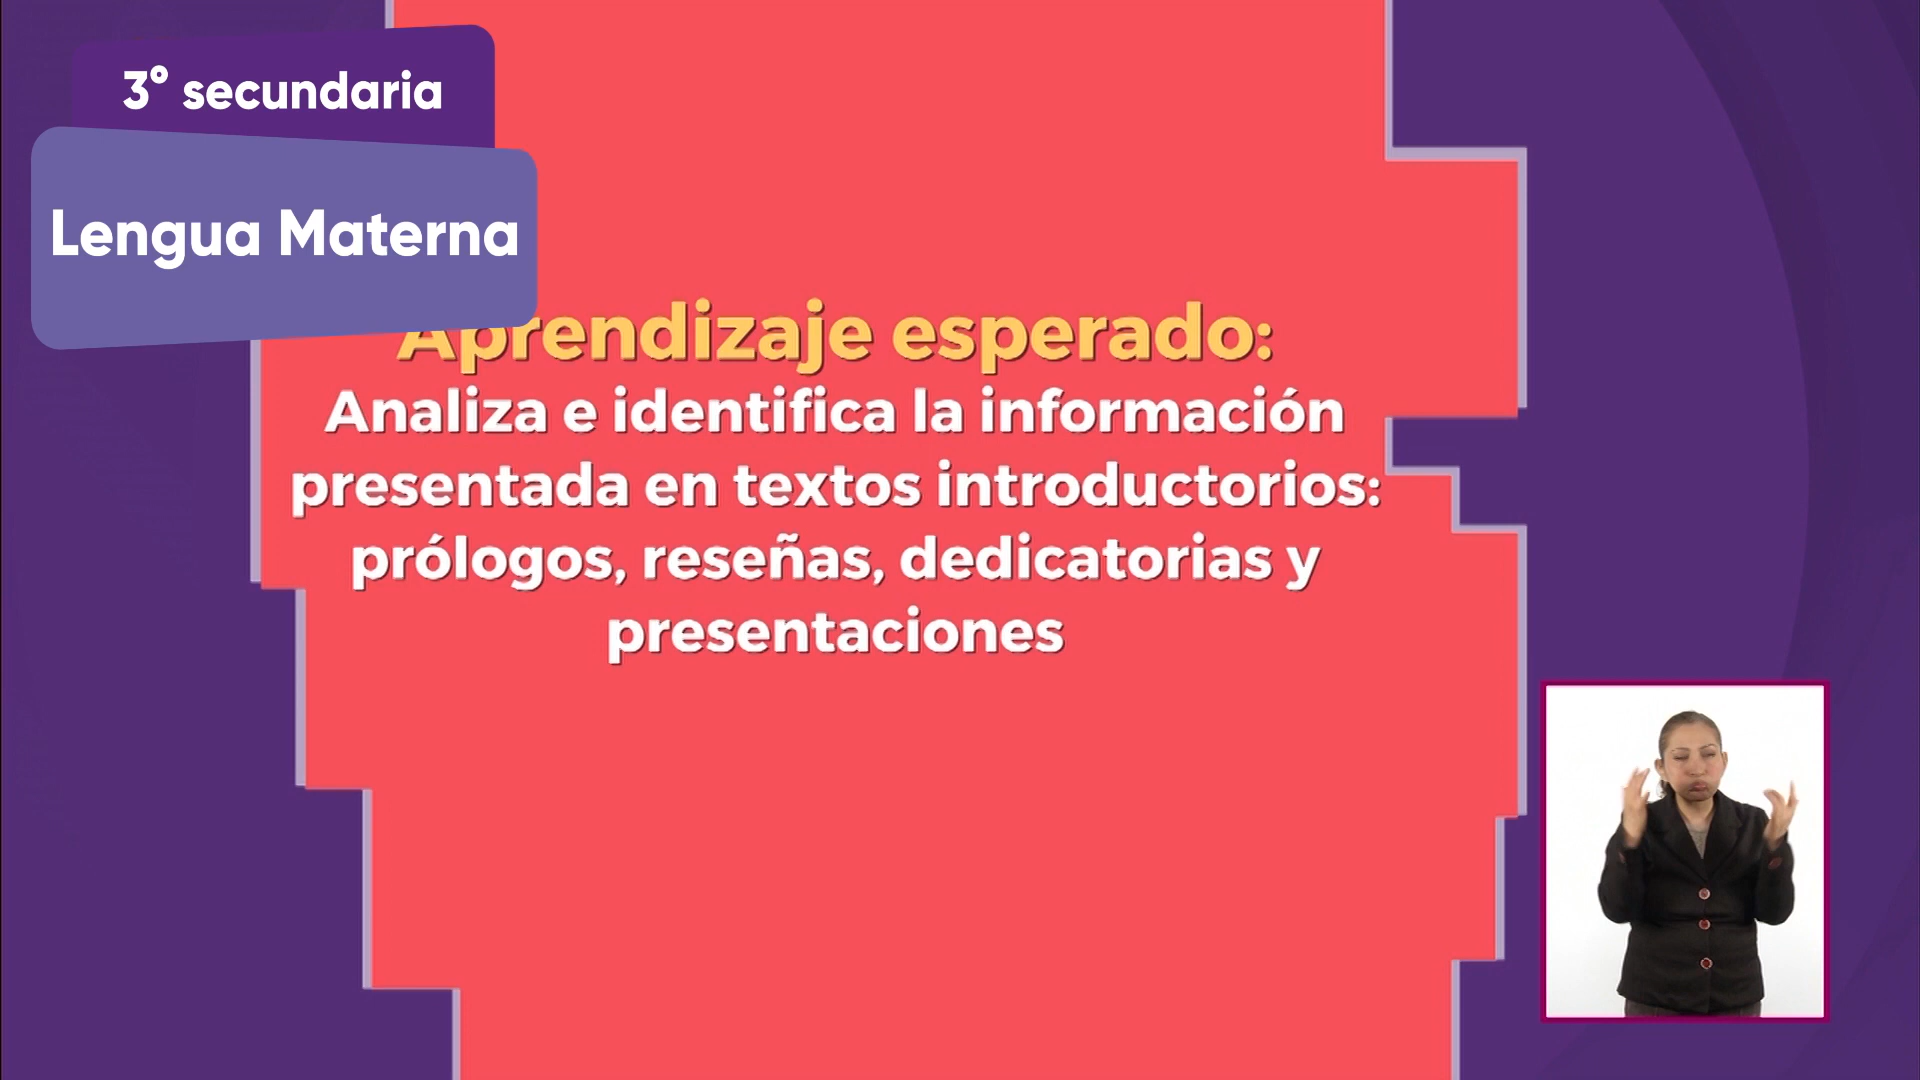 3° secundaria
Lengua Materna
Aprendizaje esperado:
Analiza e identifica la información
presentada en textos introductorios:
prólogos, reseñas, dedicatorias y
presentaciones